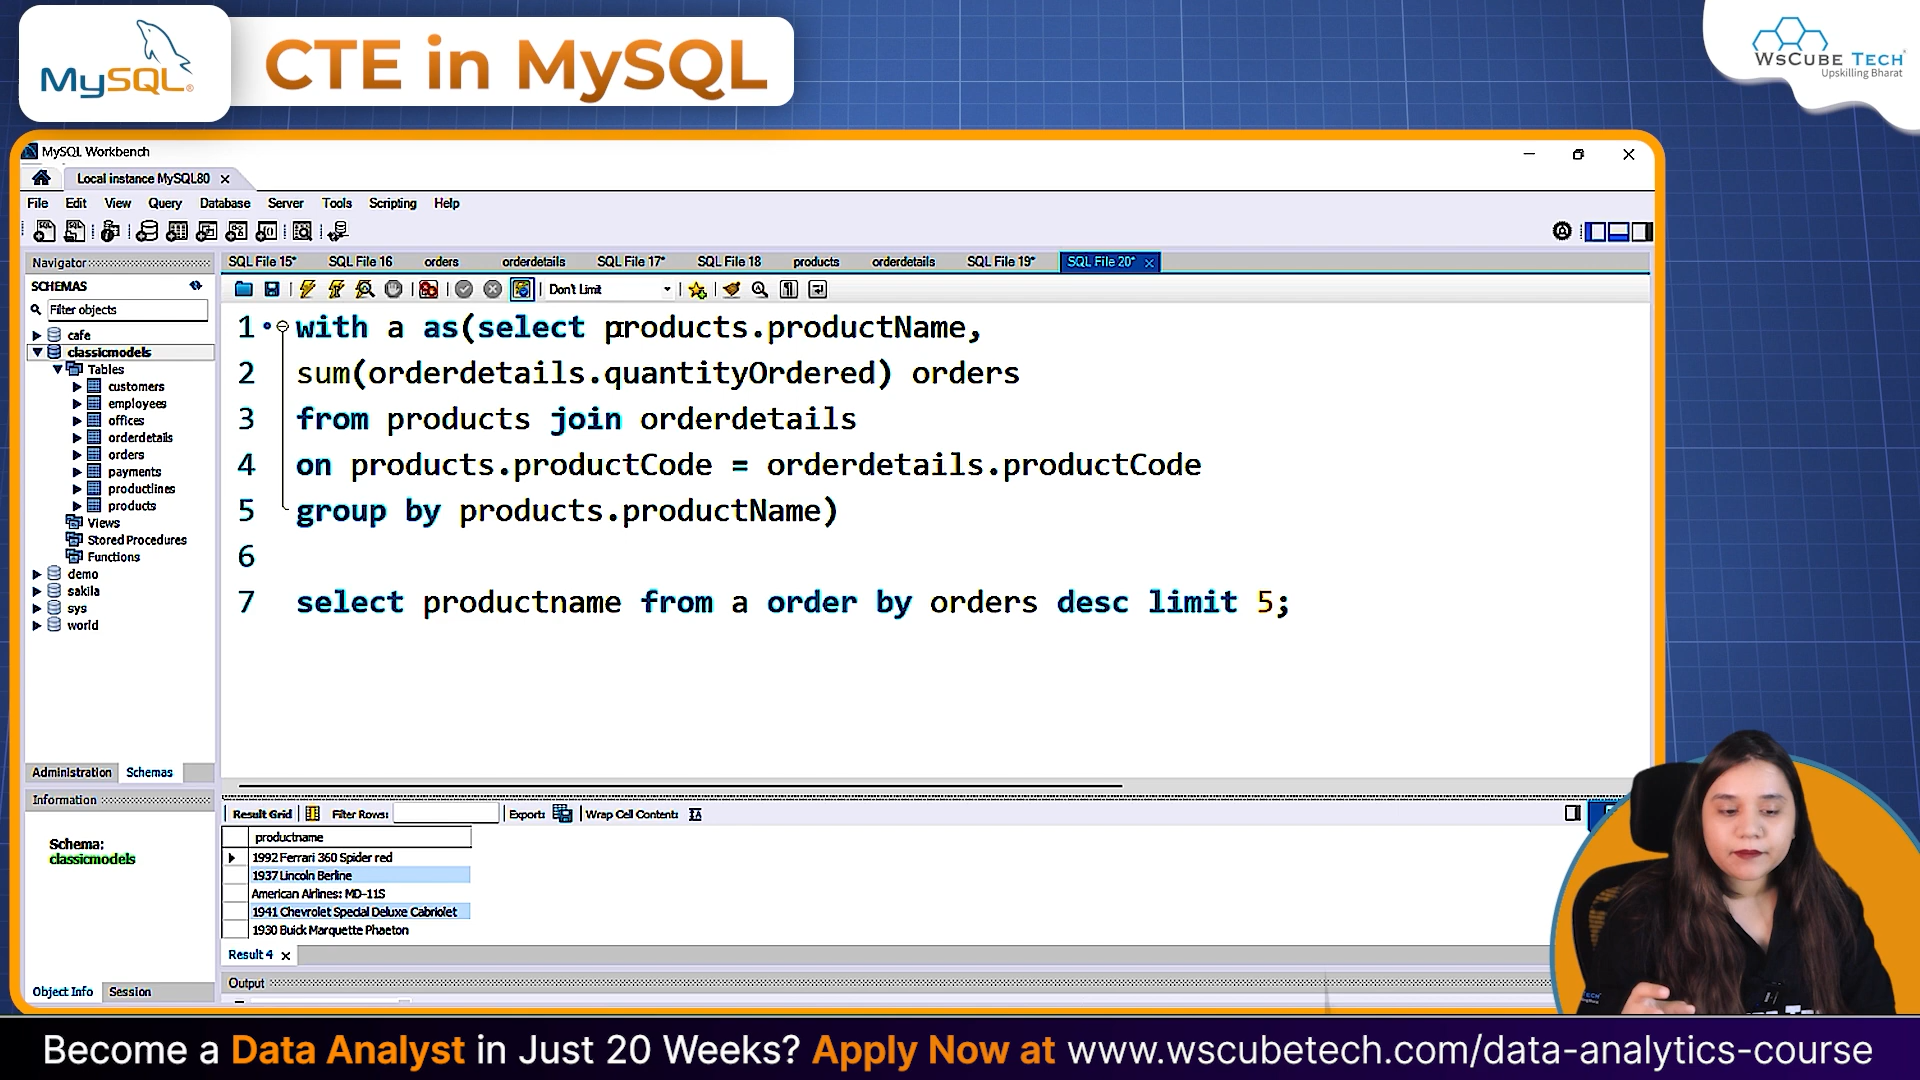 MySQL®
CTE in MySQL
WsCube Tech
Upskilling Bharat
MySQL Workbench
Local instance MySQL80
File Edit View Query Database Server Tools Scripting Help
Navigator
SCHEMAS
Filter objects
cafe
classicmodels
Tables
customers
employees
offices
orderdetails
orders
payments
productlines
products
Views
Stored Procedures
Functions
demo
sakila
sys
world
Administration Schemas
Information
Schema:
classicmodels
Object Info Session
SQL File 15* SQL File 16 orders orderdetails SQL File 17* SQL File 18 products orderdetails SQL File 19* SQL File 20*
Don't Limit
1 with a as(select products.productName,
2 sum(orderdetails.quantityOrdered) orders
3 from products join orderdetails
4 on products.productCode = orderdetails.productCode
5 group by products.productName)
6
7 select productname from a order by orders desc limit 5;
Result Grid Filter Rows: Export: Wrap Cell Content:
productname
1992 Ferrari 360 Spider red
1937 Lincoln Berline
American Airlines: MD-11S
1941 Chevrolet Special Deluxe Cabriolet
1930 Buick Marquette Phaeton
Result 4
Output
Become a Data Analyst in Just 20 Weeks? Apply Now at www.wscubetech.com/data-analytics-course